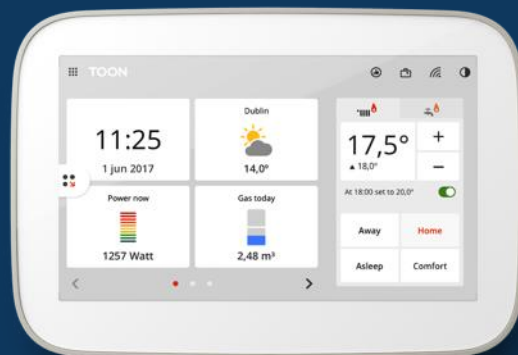 TOON
11:25
1 jun 2017
Dublin
14,0°
Power now
1257 Watt
Gas today
2,48 m³
17,5°
+
▲ 18,0°
−
At 18:00 set to 20,0°
Away
Home
Asleep
Comfort